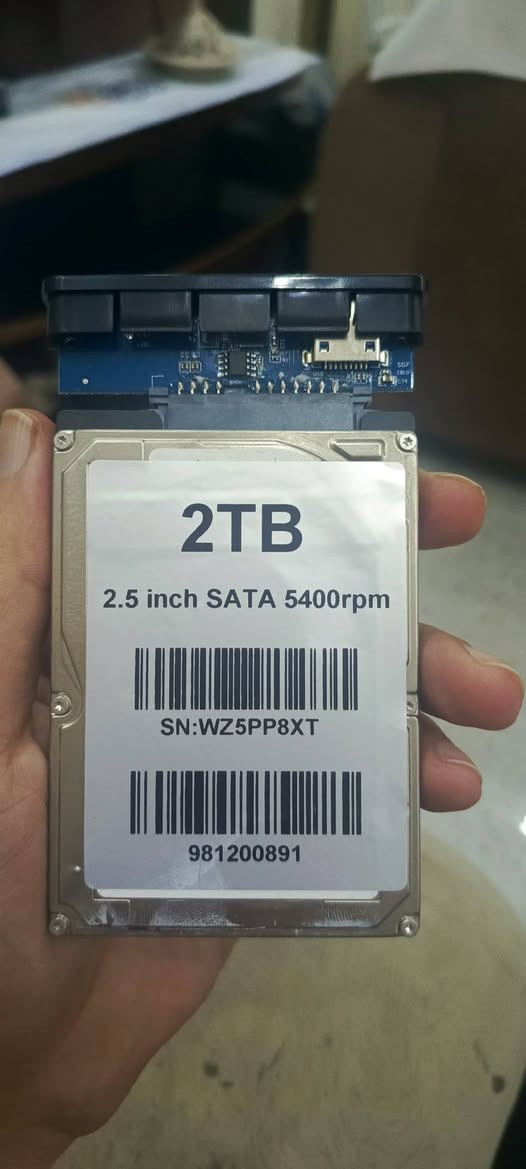 2TB
2.5 inch SATA 5400rpm
SN:WZ5PP8XT
981200891